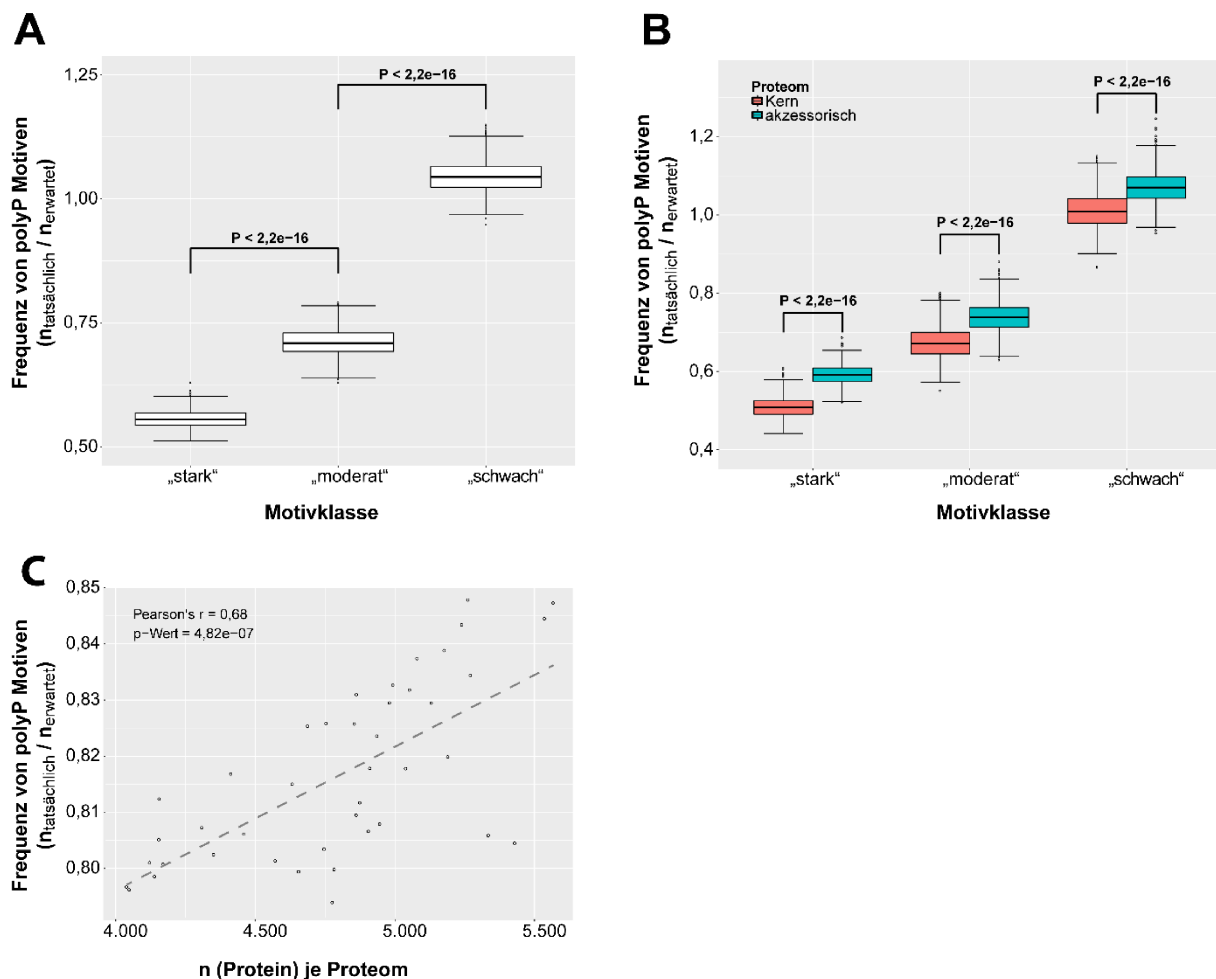 A
Frequenz von polyP Motiven
(ntatsächlich / nerwartet)
1,25
1,00
0,75
0,50
P < 2,2e−16
P < 2,2e−16
„stark“
„moderat“
„schwach“
Motivklasse
B
Frequenz von polyP Motiven
(ntatsächlich / nerwartet)
1,2
1,0
0,8
0,6
0,4
Proteom
Kern
akzessorisch
P < 2,2e−16
P < 2,2e−16
P < 2,2e−16
„stark“
„moderat“
„schwach“
Motivklasse
C
Frequenz von polyP Motiven
(ntatsächlich / nerwartet)
0,85
0,84
0,83
0,82
0,81
0,80
Pearson's r = 0,68
p−Wert = 4,82e−07
4.000
4.500
5.000
5.500
n (Protein) je Proteom